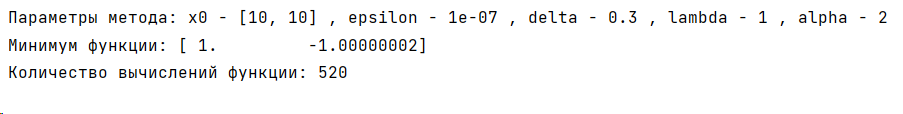 Параметры метода: x0 - [10, 10] , epsilon - 1e-07 , delta - 0.3 , lambda - 1 , alpha - 2
Минимум функции: [ 1.         -1.00000002]
Количество вычислений функции: 520